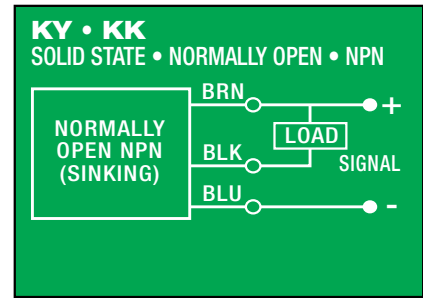 KY • KK
SOLID STATE • NORMALLY OPEN • NPN
BRN
+
NORMALLY
OPEN NPN
(SINKING)
LOAD
BLK
SIGNAL
BLU
-